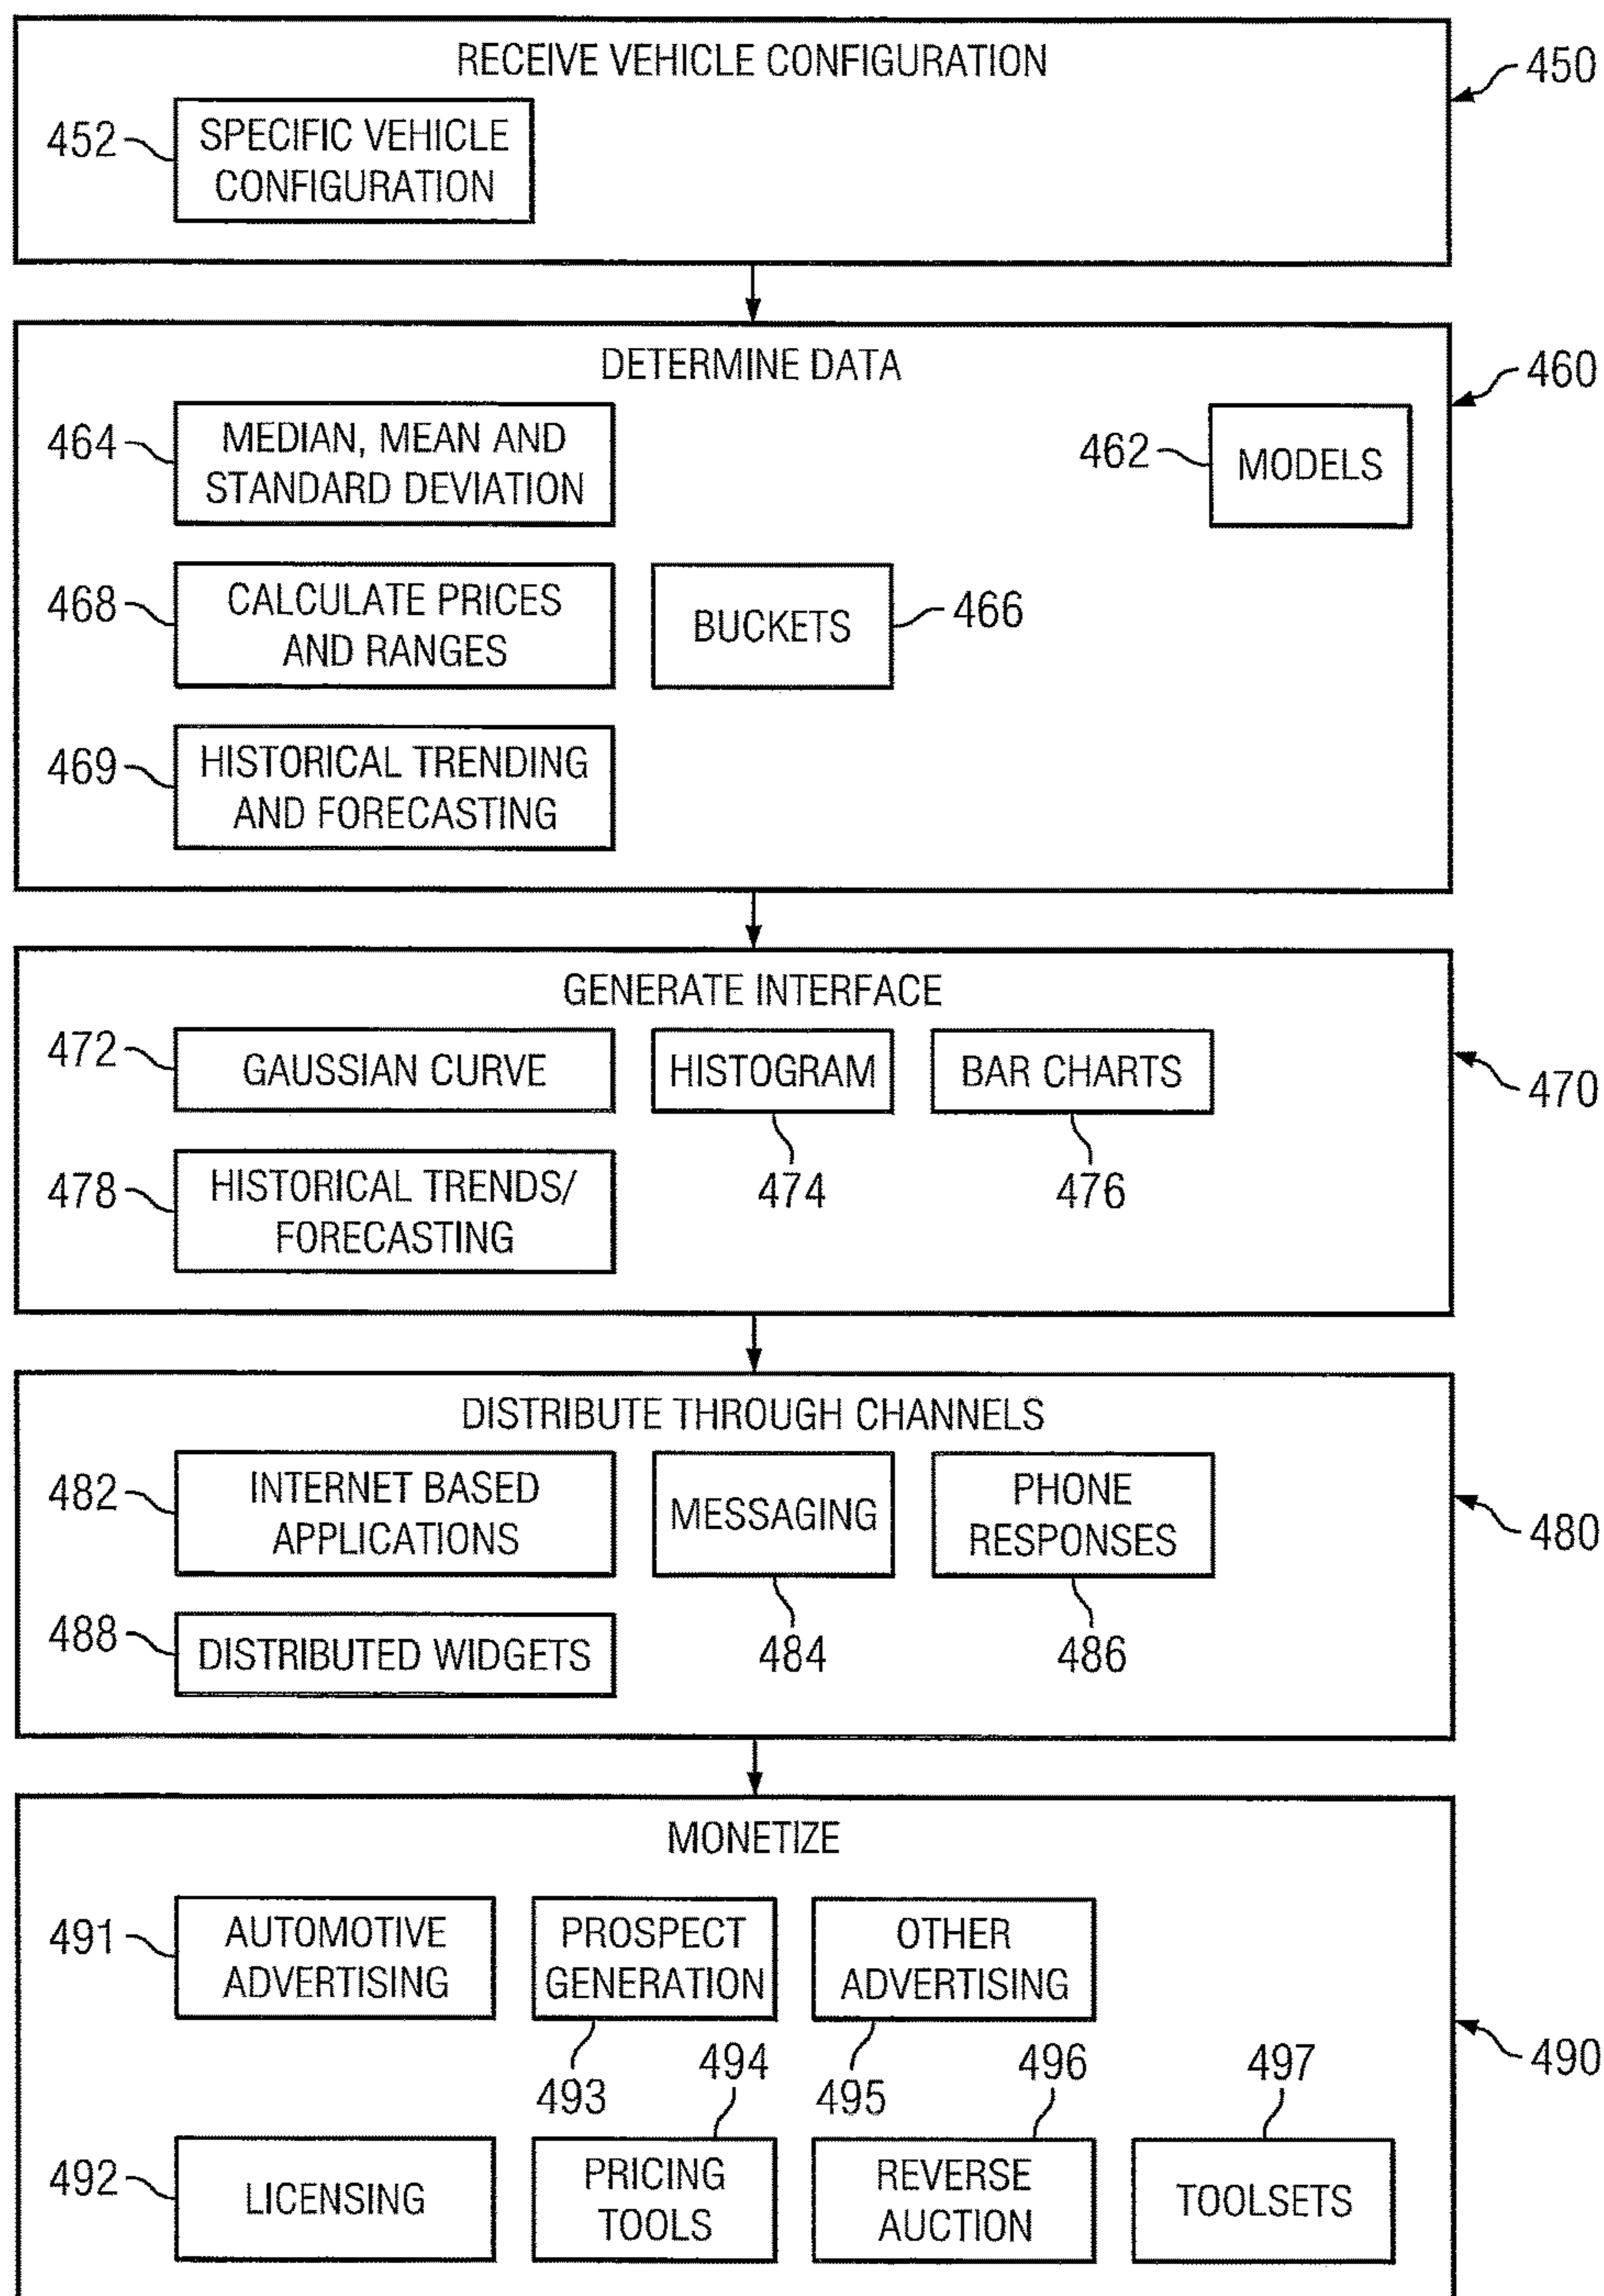 RECEIVE VEHICLE CONFIGURATION
450
452
SPECIFIC VEHICLE
CONFIGURATION
DETERMINE DATA
460
464
MEDIAN, MEAN AND
STANDARD DEVIATION
462
MODELS
468
CALCULATE PRICES
AND RANGES
BUCKETS
466
469
HISTORICAL TRENDING
AND FORECASTING
GENERATE INTERFACE
470
472
GAUSSIAN CURVE
HISTOGRAM
BAR CHARTS
474
476
478
HISTORICAL TRENDS/
FORECASTING
DISTRIBUTE THROUGH CHANNELS
480
482
INTERNET BASED
APPLICATIONS
MESSAGING
PHONE
RESPONSES
484
486
488
DISTRIBUTED WIDGETS
MONETIZE
490
491
AUTOMOTIVE
ADVERTISING
PROSPECT
GENERATION
OTHER
ADVERTISING
493
494
495
496
497
492
LICENSING
PRICING
TOOLS
REVERSE
AUCTION
TOOLSETS